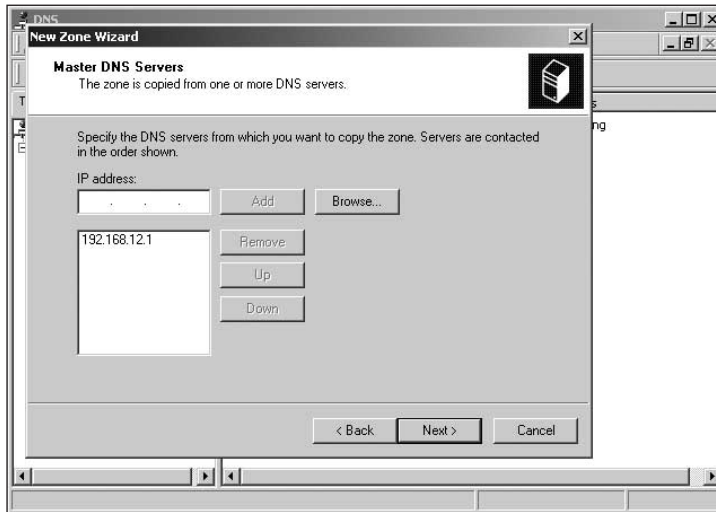 DNS
New Zone Wizard
Master DNS Servers
The zone is copied from one or more DNS servers.
Specify the DNS servers from which you want to copy the zone. Servers are contacted
in the order shown.
IP address:
. . .
Add
Browse...
192.168.12.1
Remove
Up
Down
< Back
Next >
Cancel